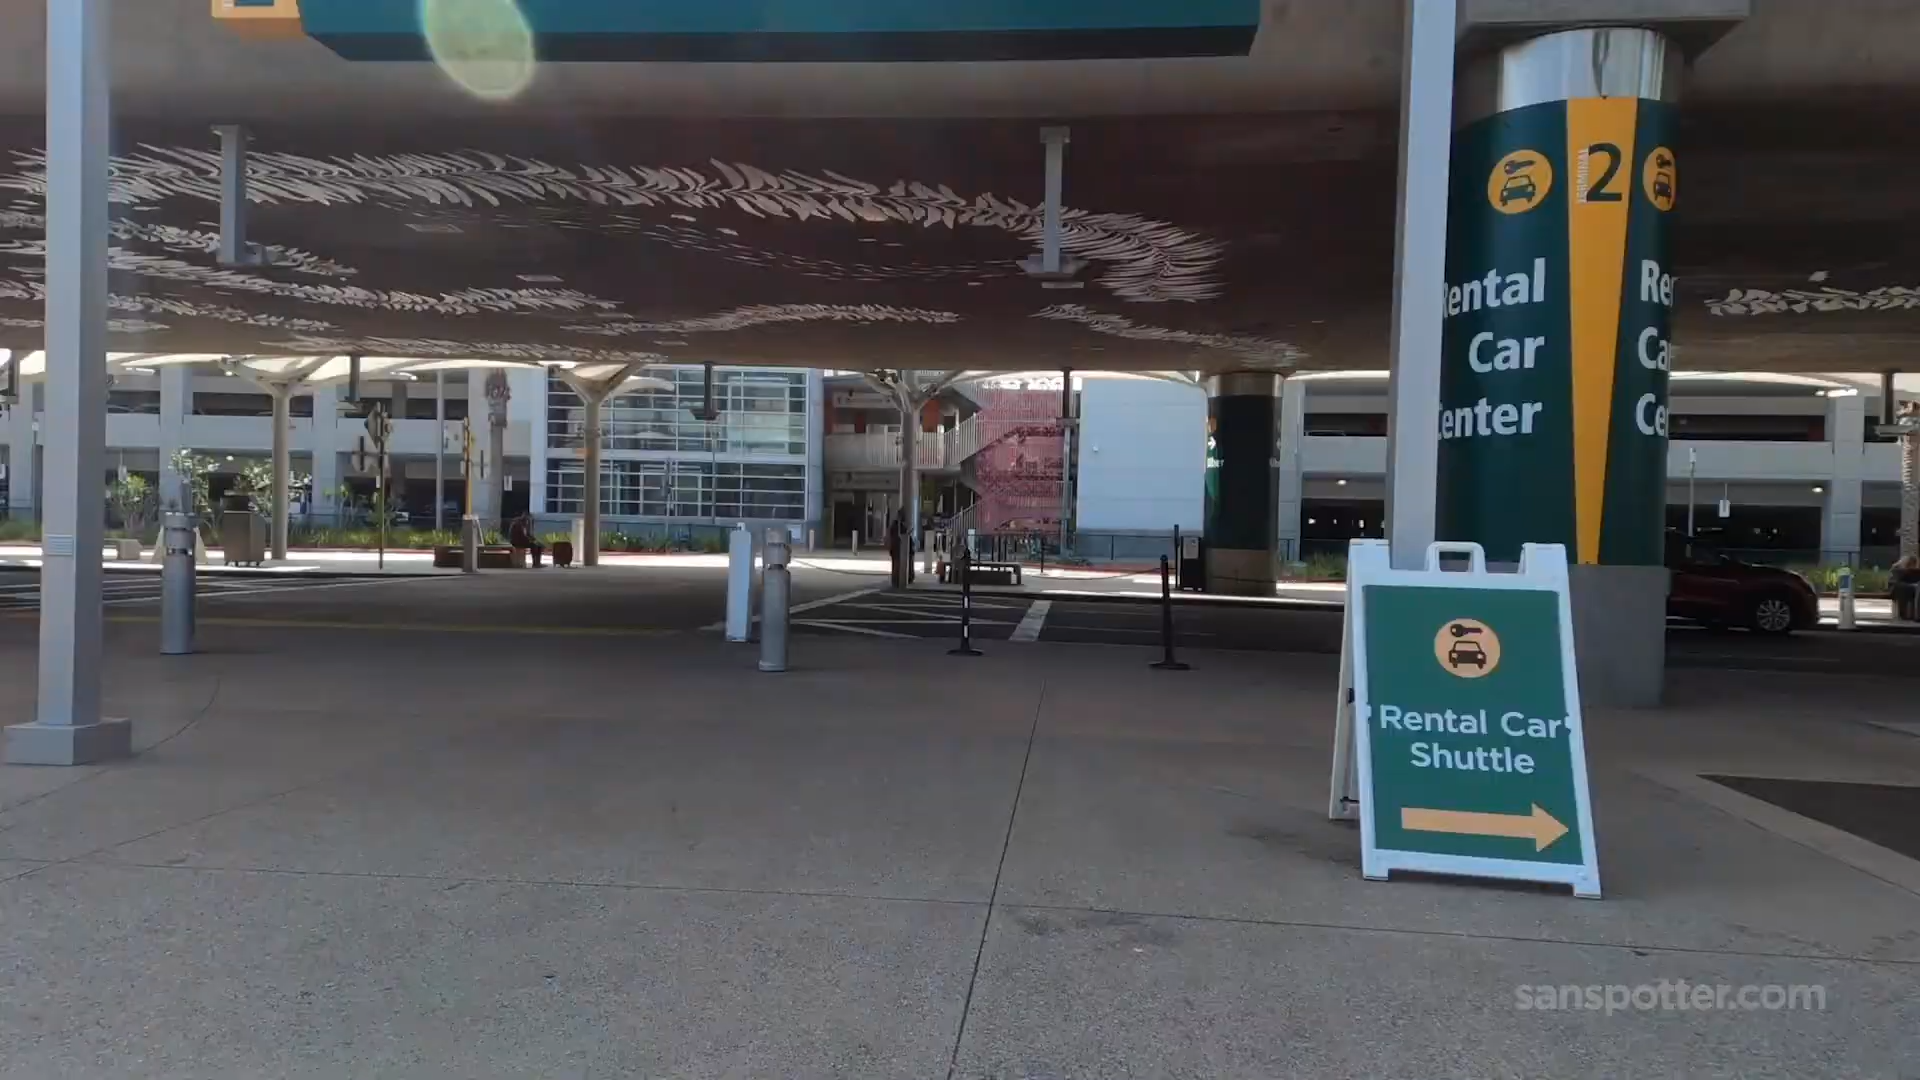 TERMINAL 2
Rental
Car
Center
Rental Car
Shuttle
sanspotter.com